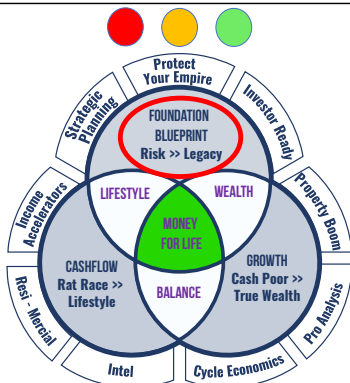 Protect
Your Empire
Strategic
Planning
Investor Ready
FOUNDATION
BLUEPRINT
Risk >> Legacy
Income
Accelerators
LIFESTYLE
WEALTH
Property Boom
MONEY
FOR LIFE
CASHFLOW
Rat Race >>
Lifestyle
GROWTH
Cash Poor >>
True Wealth
BALANCE
Resi - Mercial
Pro Analysis
Intel
Cycle Economics